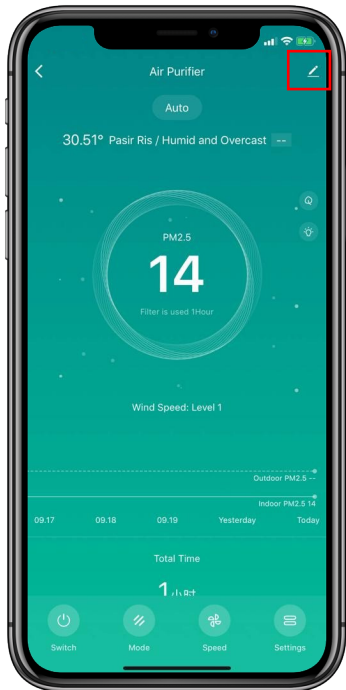 Air Purifier
Auto
30.51° Pasir Ris / Humid and Overcast --
PM2.5
14
Filter is used 1Hour
Wind Speed: Level 1
Outdoor PM2.5 --
Indoor PM2.5 14
09.17 09.18 09.19 Yesterday Today
Total Time
1小时
Switch Mode Speed Settings